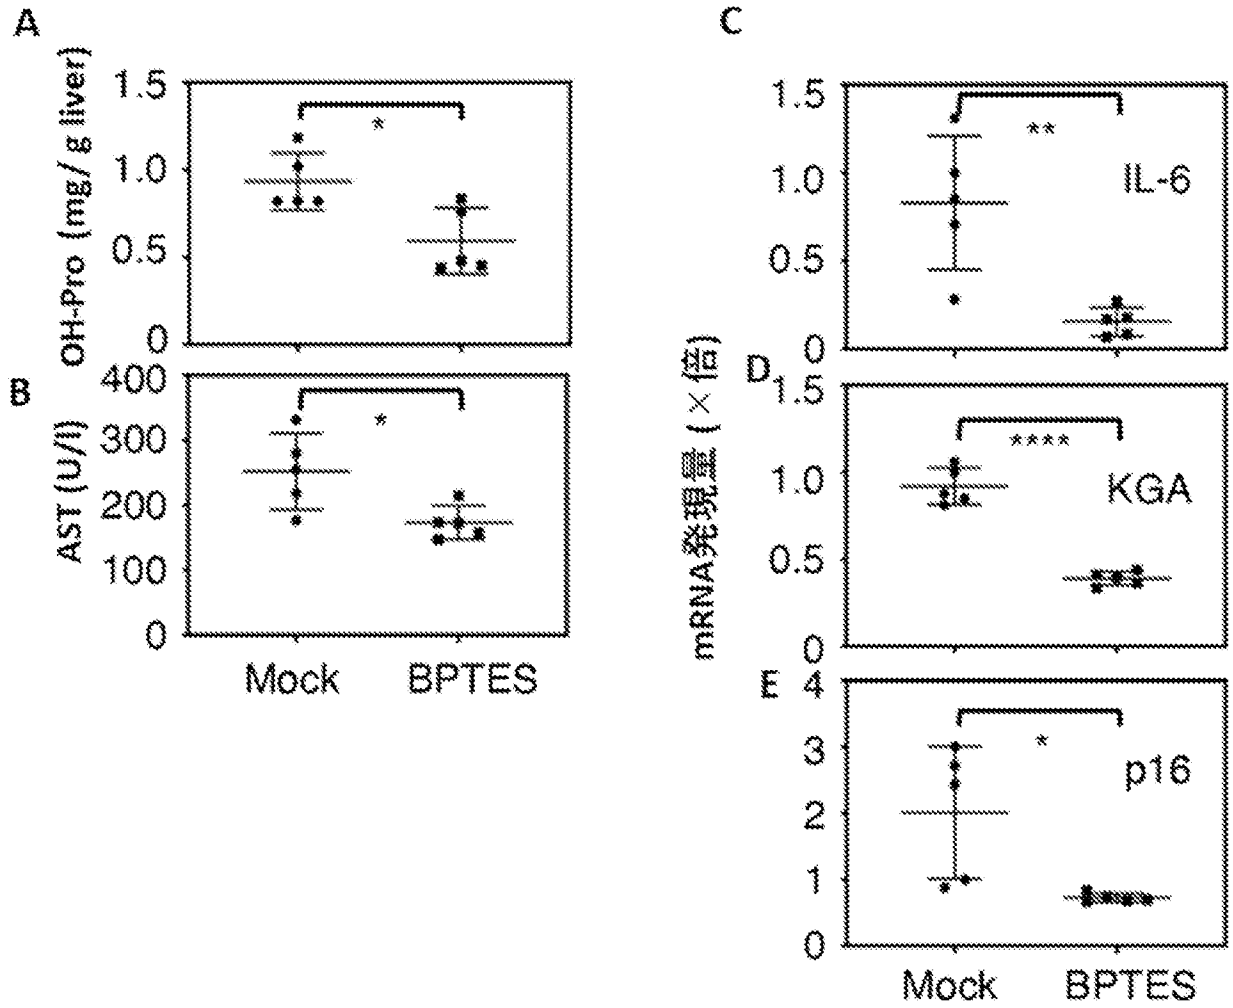 A
OH-Pro (mg/ g liver)
1.5
1.0
0.5
0
*
B
AST (U/l)
400
300
200
100
0
*
Mock BPTES
mRNA発現量 (×倍)
C
1.5
1.0
0.5
0
**
IL-6
D
1.5
1.0
0.5
0
****
KGA
E
4
3
2
1
0
*
p16
Mock BPTES